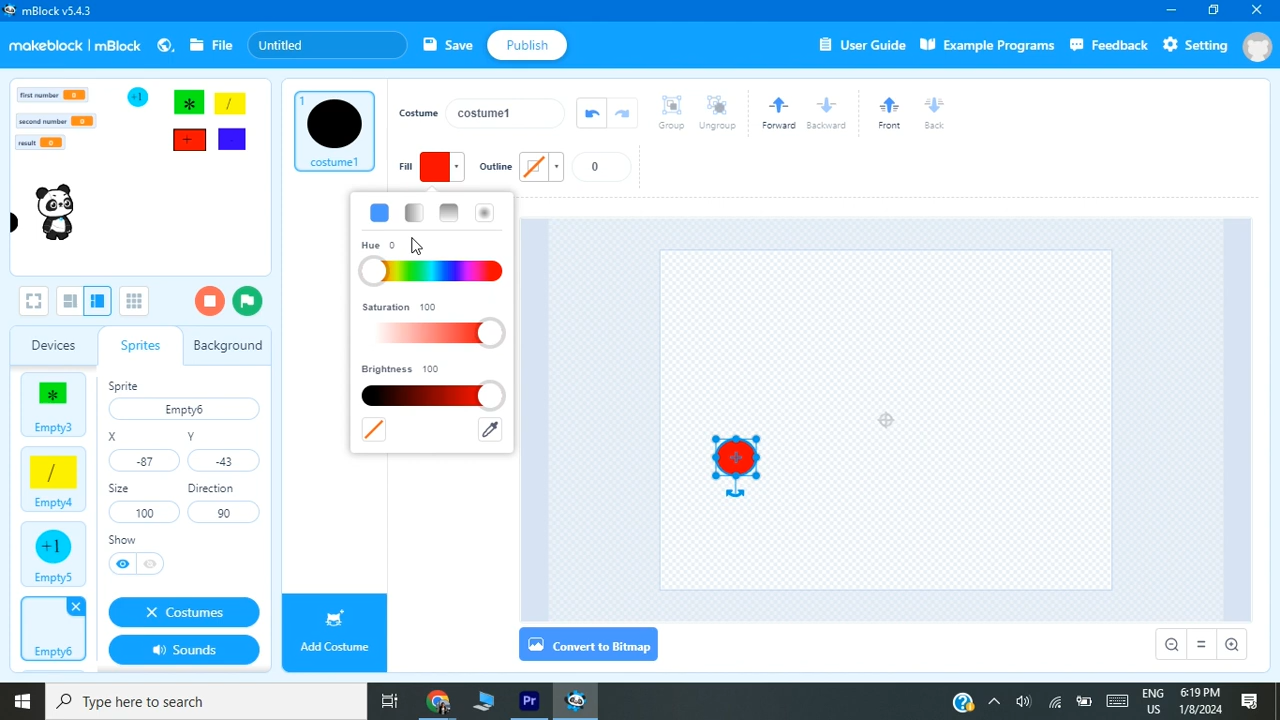 mBlock v5.4.3
makeblock | mBlock File Untitled Save Publish User Guide Example Programs Feedback Setting
first number 0
second number 0
result 0
+1 * /
+
1
costume1
Costume costume1 Group Ungroup Forward Backward Front Back
Fill Outline 0
Hue 0
Saturation 100
Brightness 100
Devices Sprites Background
*
Empty3
/
Empty4
+1
Empty5
Empty6
Sprite
Empty6
X Y
-87 -43
Size Direction
100 90
Show
Costumes
Sounds
Add Costume
Convert to Bitmap
Type here to search
Pr
ENG
US
6:19 PM
1/8/2024